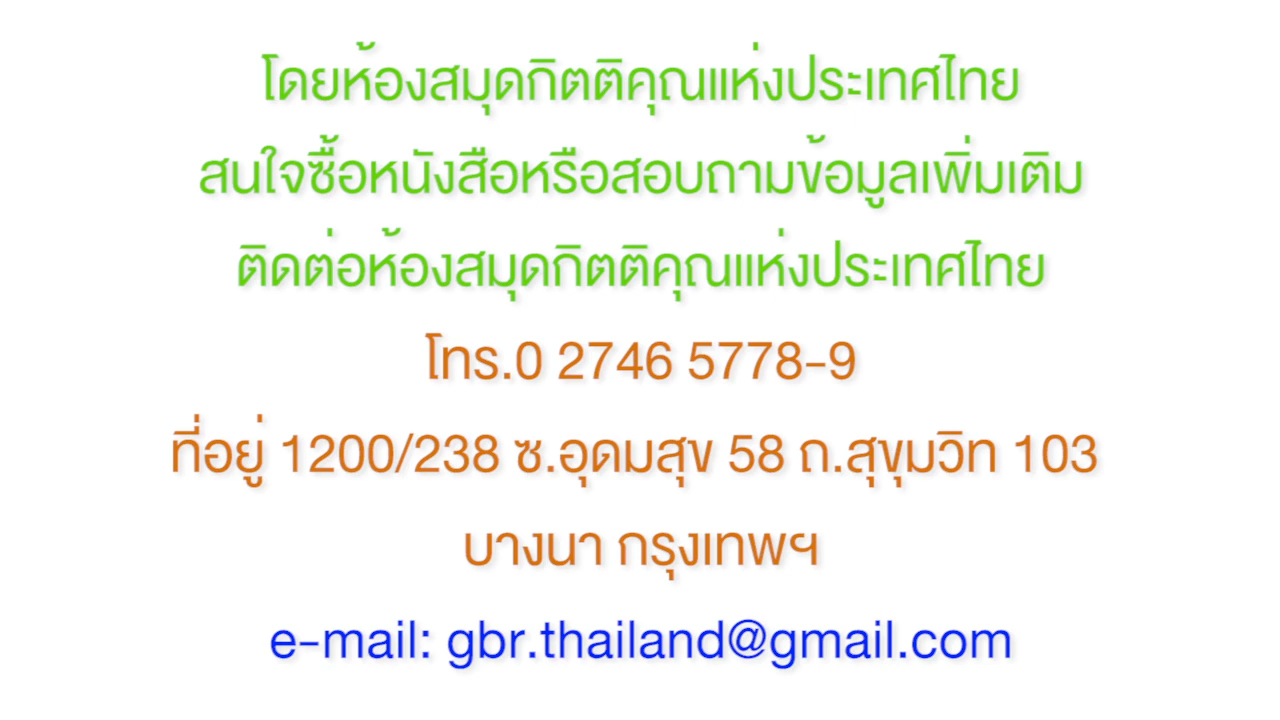 โดยห้องสมุดกิตติคุณแห่งประเทศไทย
สนใจซื้อหนังสือหรือสอบถามข้อมูลเพิ่มเติม
ติดต่อห้องสมุดกิตติคุณแห่งประเทศไทย
โทร.0 2746 5778-9
ที่อยู่ 1200/238 ซ.อุดมสุข 58 ถ.สุขุมวิท 103
บางนา กรุงเทพฯ
e-mail: gbr.thailand@gmail.com